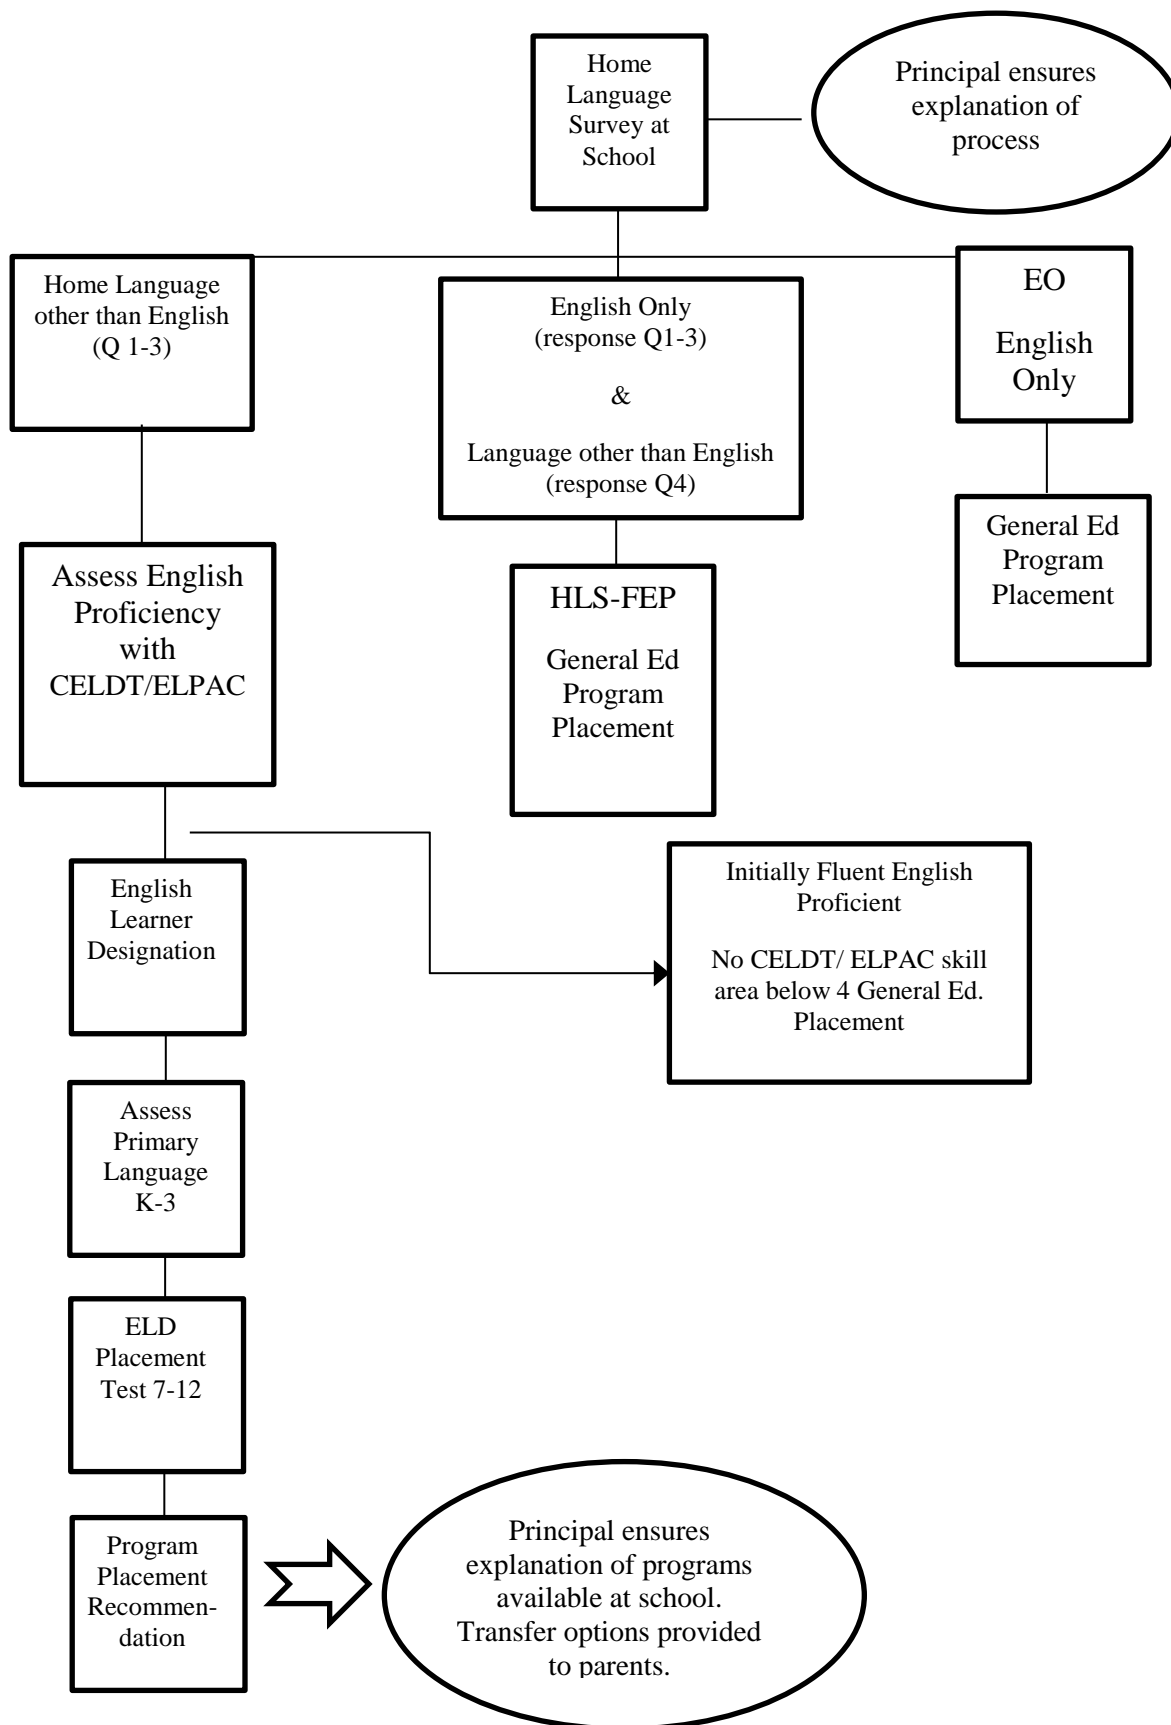 Home
Language
Survey at
School
Principal ensures
explanation of
process
Home Language
other than English
(Q 1-3)
English Only
(response Q1-3)
&
Language other than English
(response Q4)
EO
English
Only
General Ed
Program
Placement
Assess English
Proficiency
with
CELDT/ELPAC
HLS-FEP
General Ed
Program
Placement
English
Learner
Designation
Initially Fluent English
Proficient
No CELDT/ ELPAC skill
area below 4 General Ed.
Placement
Assess
Primary
Language
K-3
ELD
Placement
Test 7-12
Program
Placement
Recommen-
dation
Principal ensures
explanation of programs
available at school.
Transfer options provided
to parents.